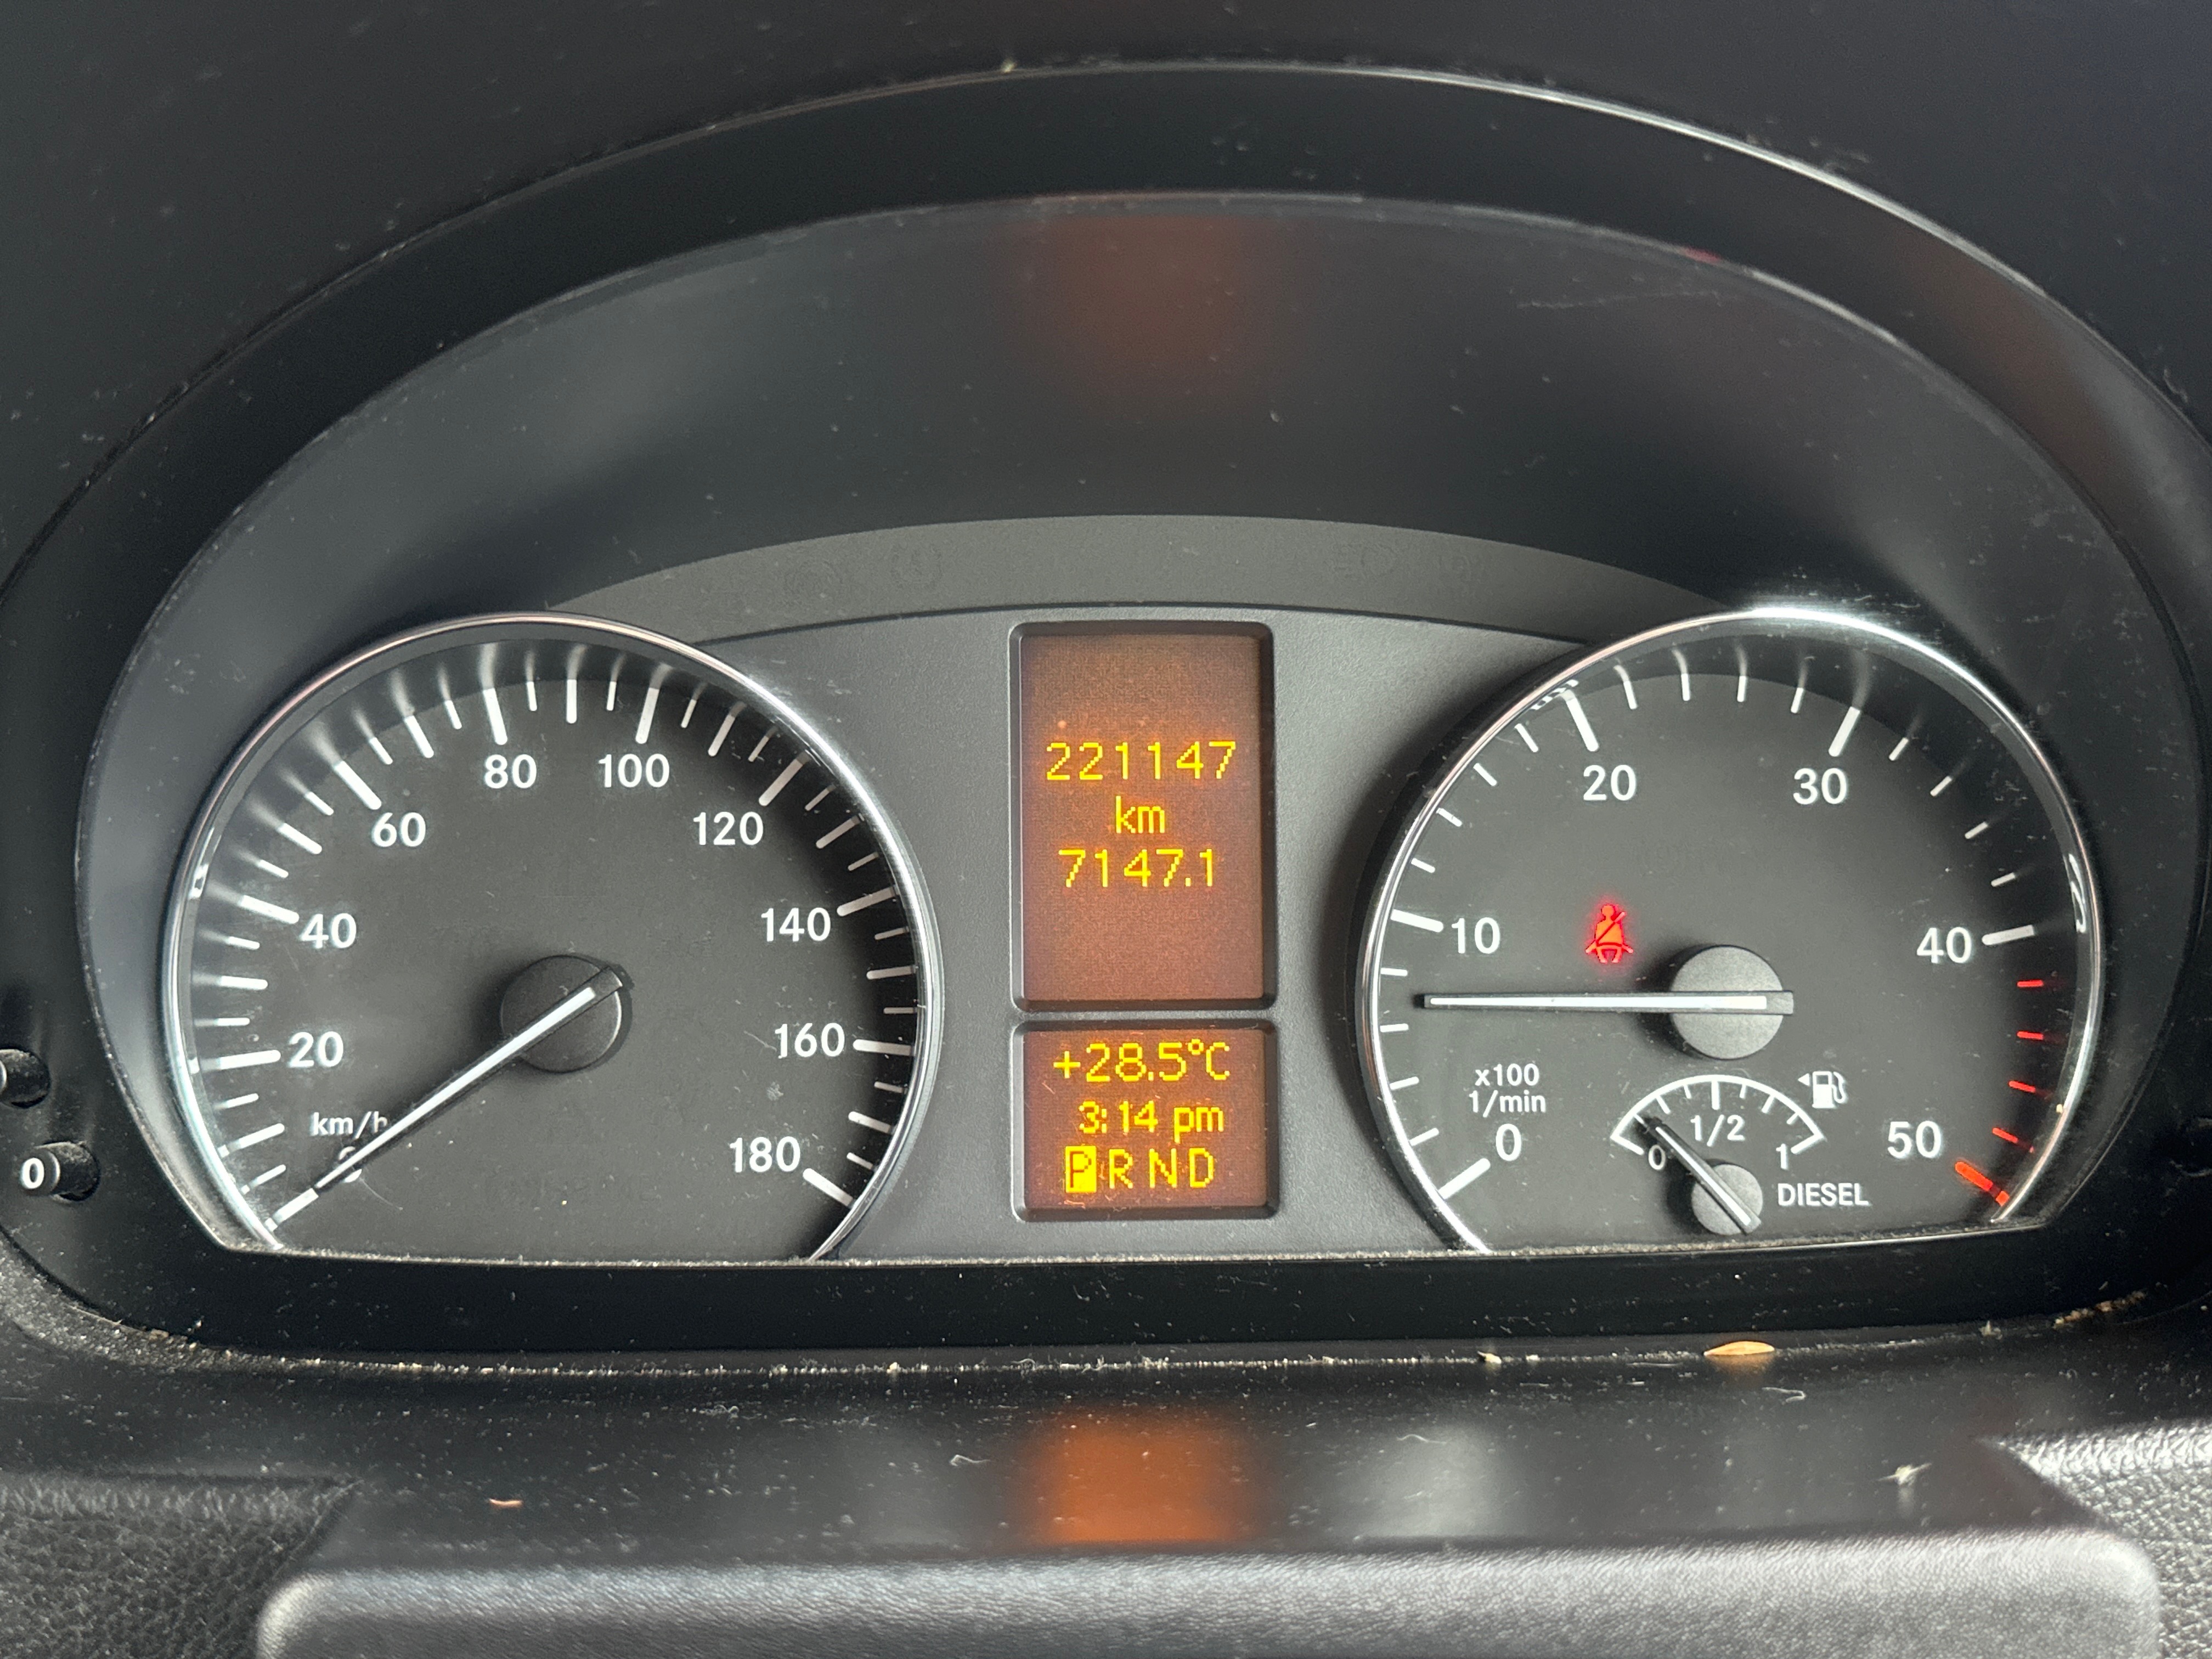 80 100
60 120
40 140
20 160
km/h
180
221147
km
7147.1
+28.5°C
3:14 pm
P R N D
20 30
10 40
x100
1/min
0 50
0 1/2 1
DIESEL
0